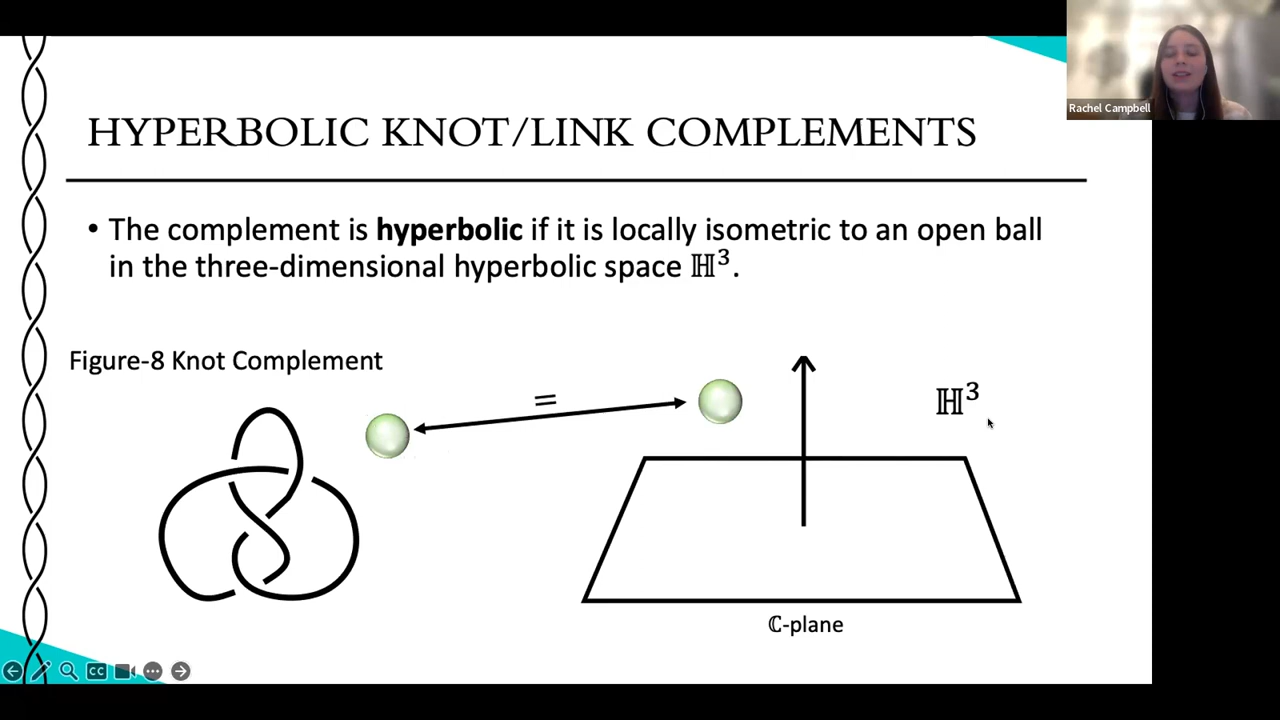 Rachel Campbell
HYPERBOLIC KNOT/LINK COMPLEMENTS
• The complement is hyperbolic if it is locally isometric to an open ball
in the three-dimensional hyperbolic space ℍ³.
Figure-8 Knot Complement
=
ℍ³
ℂ-plane
CC